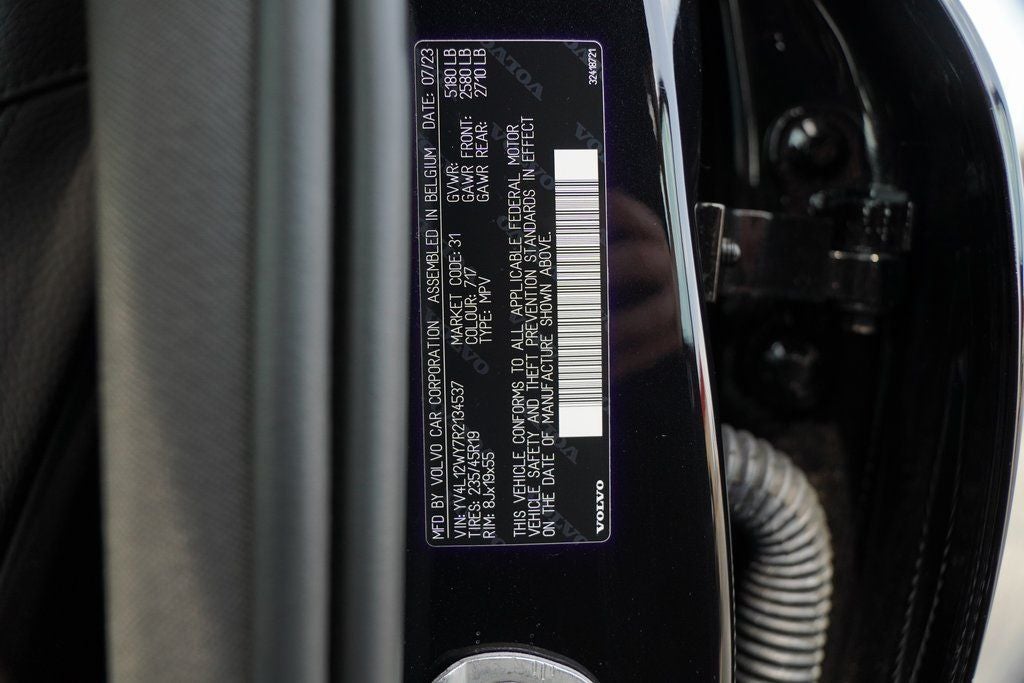 MFD BY VOLVO CAR CORPORATION ASSEMBLED IN BELGIUM DATE: 07/23
VIN: YV4L12WY7R2134537 MARKET CODE: 31 GVWR: 5180 LB
TIRES: 235/45R19 COLOUR: 717 GAWR FRONT: 2580 LB
RIM: 8Jx19x55 TYPE: MPV GAWR REAR: 2710 LB
THIS VEHICLE CONFORMS TO ALL APPLICABLE FEDERAL MOTOR
VEHICLE SAFETY AND THEFT PREVENTION STANDARDS IN EFFECT
ON THE DATE OF MANUFACTURE SHOWN ABOVE.
VOLVO 32418721